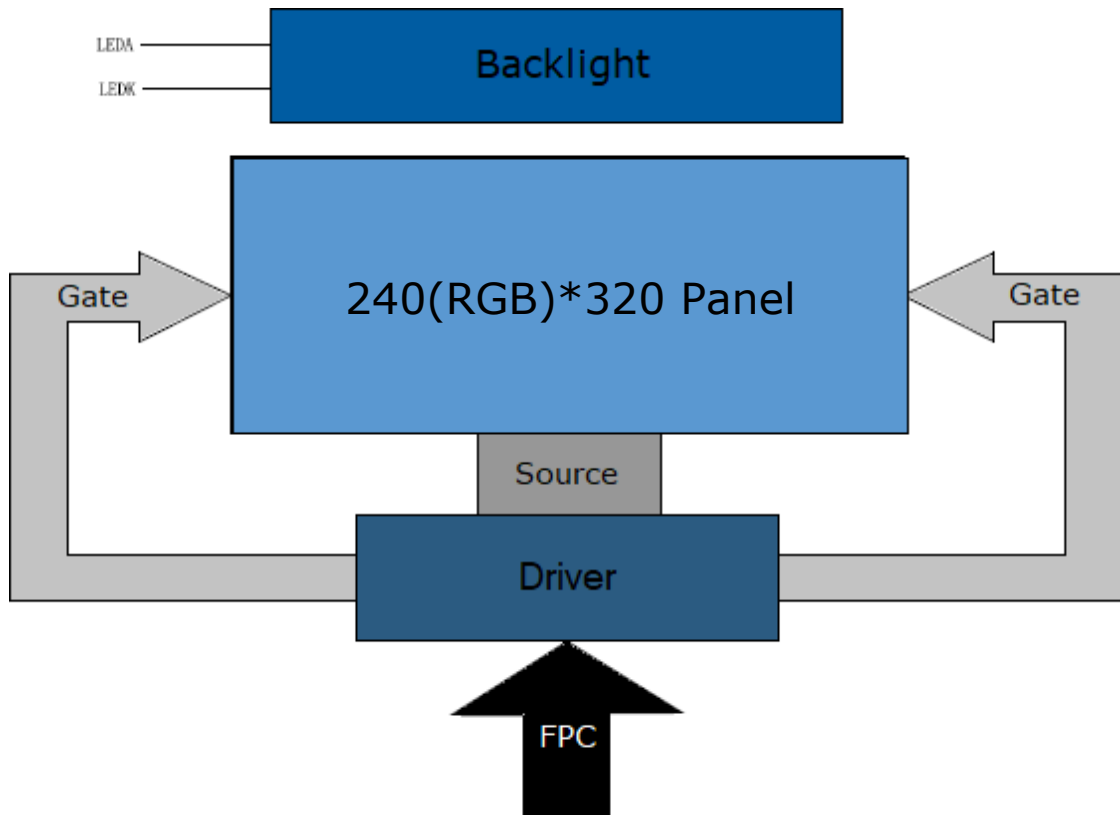 LEDA
LEDK
Backlight
Gate
240(RGB)*320 Panel
Gate
Source
Driver
FPC